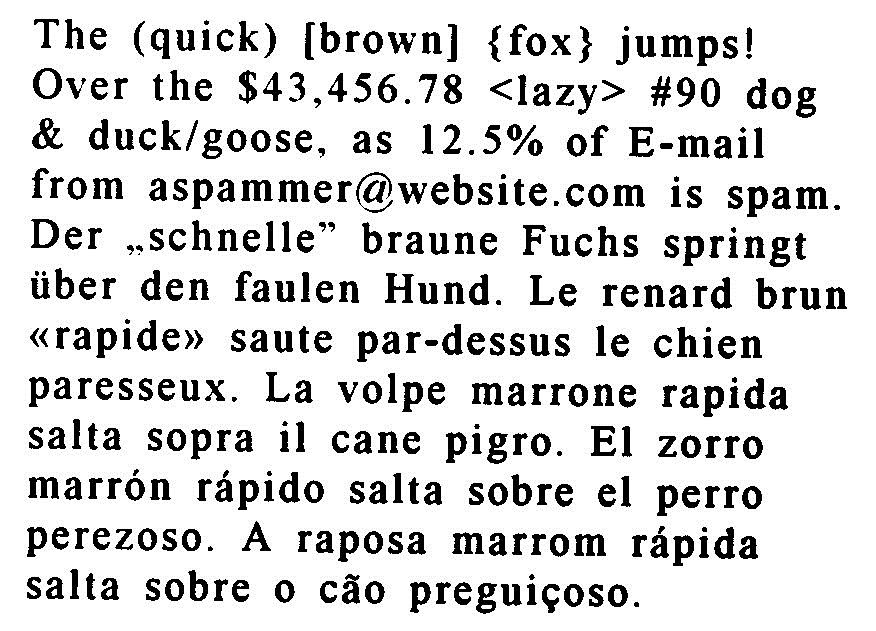 The (quick) [brown] {fox} jumps!
Over the $43,456.78 <lazy> #90 dog
& duck/goose, as 12.5% of E-mail
from aspammer@website.com is spam.
Der „schnelle” braune Fuchs springt
über den faulen Hund. Le renard brun
«rapide» saute par-dessus le chien
paresseux. La volpe marrone rapida
salta sopra il cane pigro. El zorro
marrón rápido salta sobre el perro
perezoso. A raposa marrom rápida
salta sobre o cão preguiçoso.